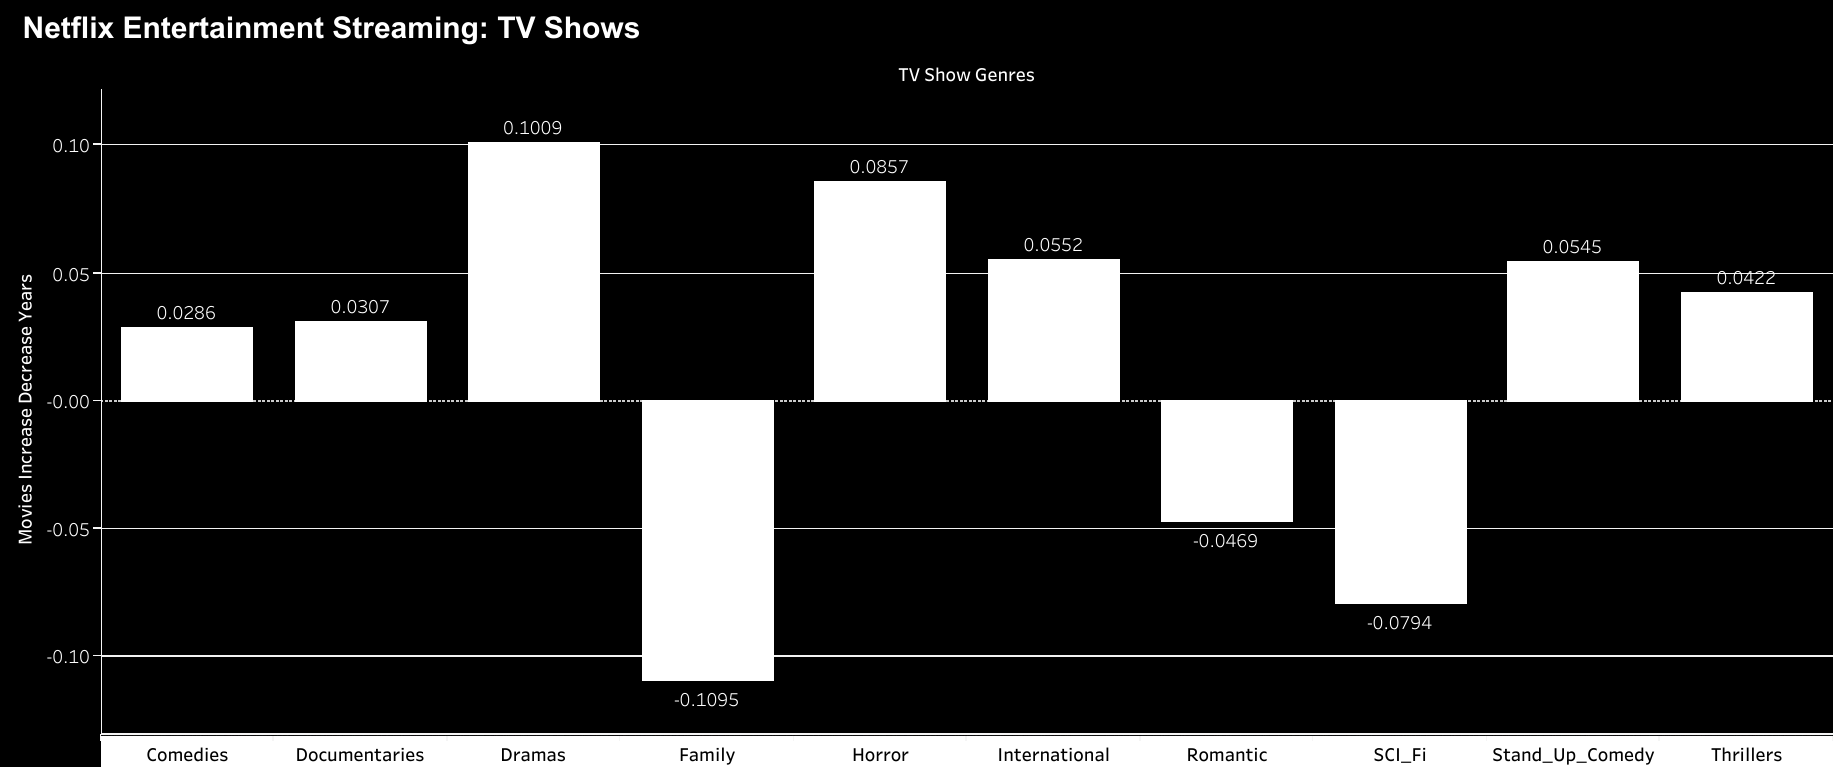 Netflix Entertainment Streaming: TV Shows
TV Show Genres
Movies Increase Decrease Years
0.10
0.05
-0.00
-0.05
-0.10
0.0286
0.0307
0.1009
-0.1095
0.0857
0.0552
-0.0469
-0.0794
0.0545
0.0422
Comedies
Documentaries
Dramas
Family
Horror
International
Romantic
SCI_Fi
Stand_Up_Comedy
Thrillers